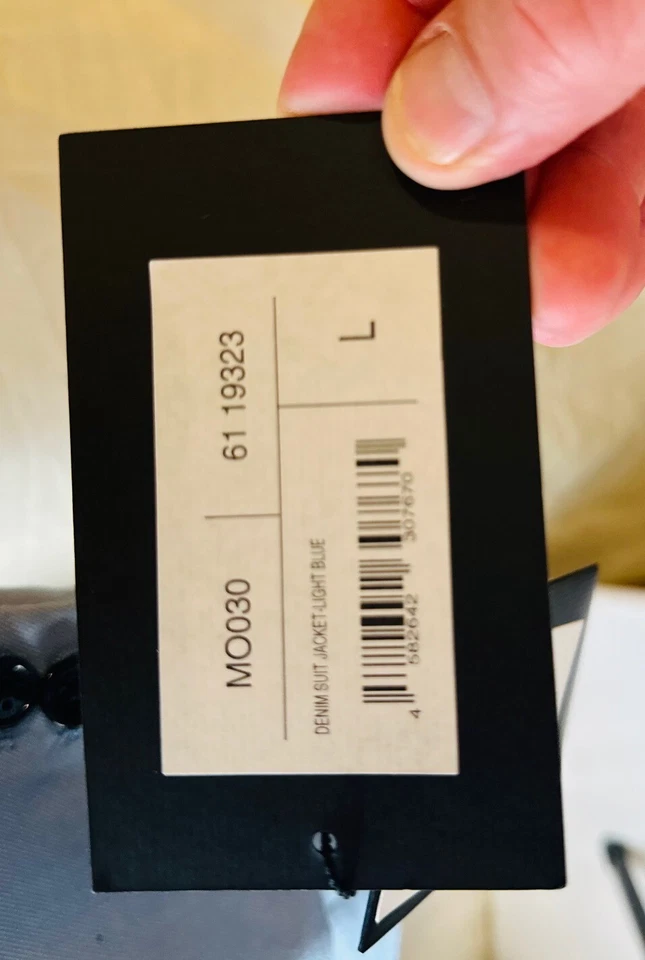 MO030 61 19323
DENIM SUIT JACKET-LIGHT BLUE
L
4 582642 307670